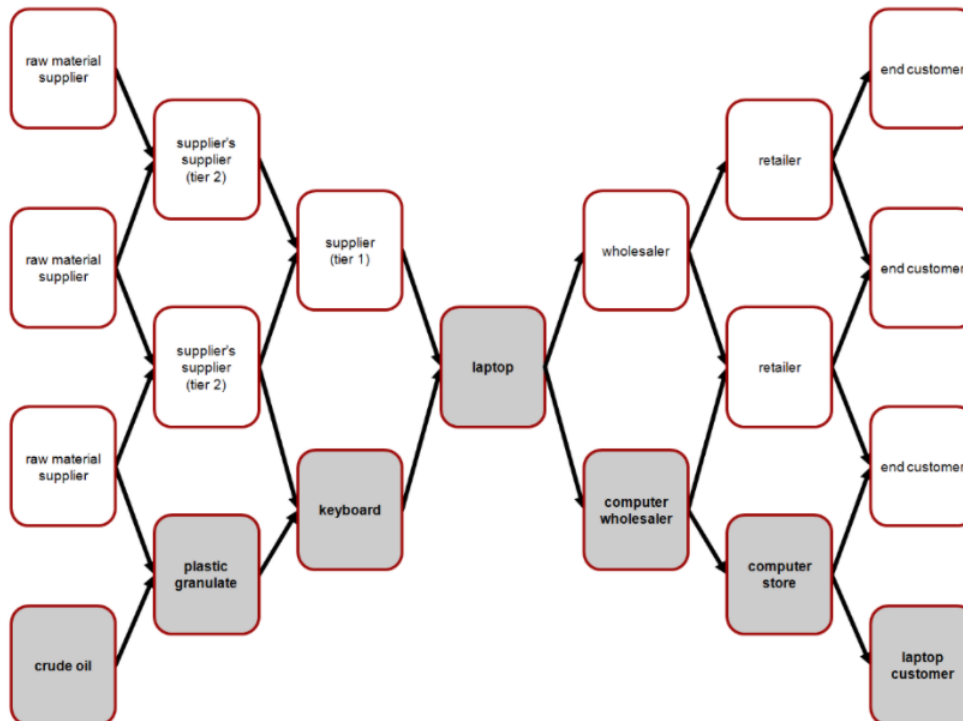 raw material
supplier
raw material
supplier
raw material
supplier
crude oil
supplier's
supplier
(tier 2)
supplier's
supplier
(tier 2)
plastic
granulate
supplier
(tier 1)
keyboard
laptop
wholesaler
computer
wholesaler
retailer
retailer
computer
store
end customer
end customer
end customer
laptop
customer